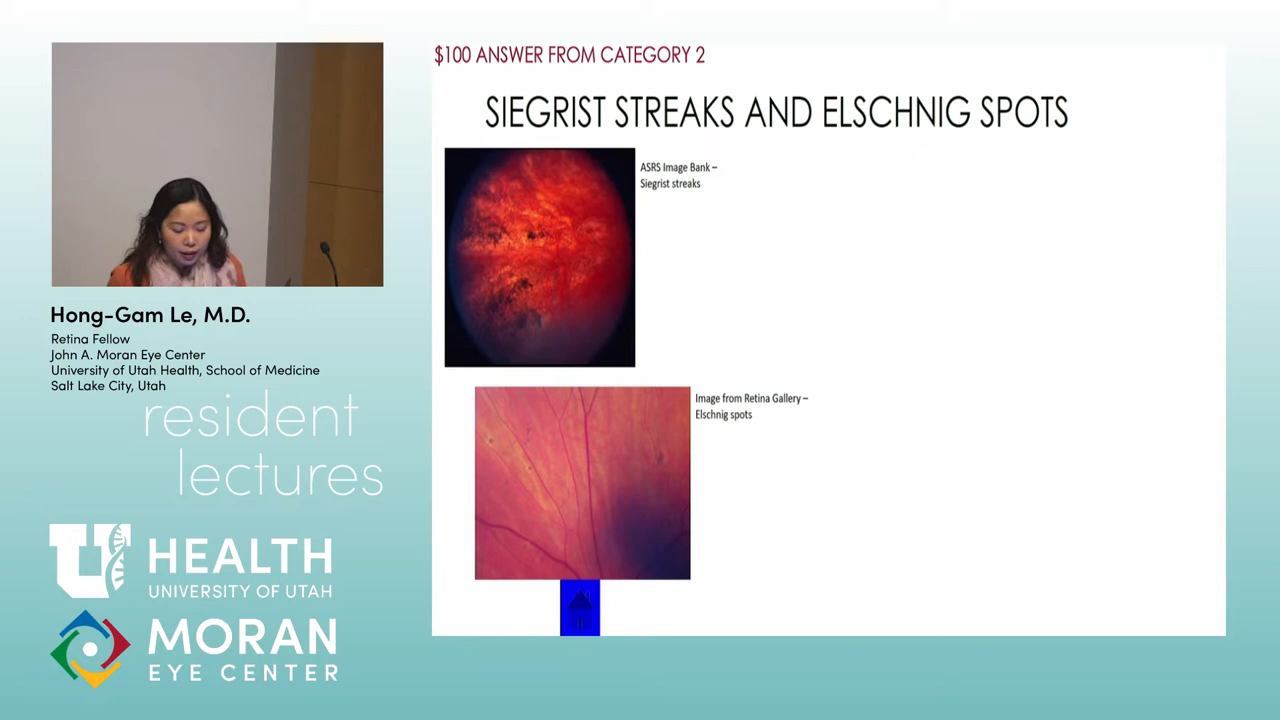 $100 ANSWER FROM CATEGORY 2
SIEGRIST STREAKS AND ELSCHNIG SPOTS
ASRS Image Bank –
Siegrist streaks
Image from Retina Gallery –
Elschnig spots
Hong-Gam Le, M.D.
Retina Fellow
John A. Moran Eye Center
University of Utah Health, School of Medicine
Salt Lake City, Utah
resident
lectures
U HEALTH
UNIVERSITY OF UTAH
MORAN
EYE CENTER